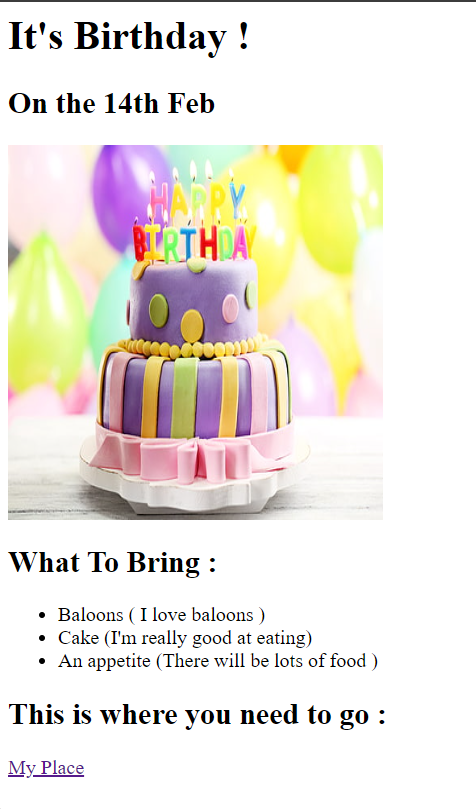 It's Birthday !
On the 14th Feb
HAPPY
BIRTHDAY
What To Bring :
Baloons ( I love baloons )
Cake (I'm really good at eating)
An appetite (There will be lots of food )
This is where you need to go :
My Place